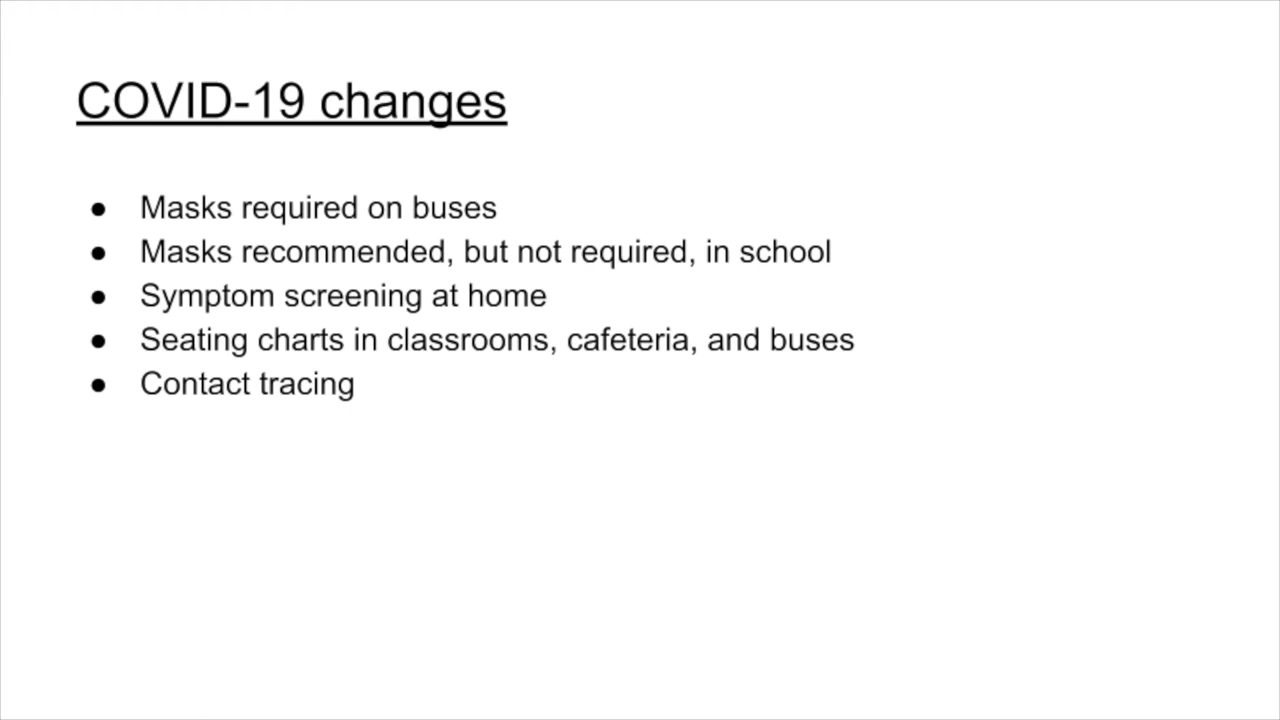 COVID-19 changes
● Masks required on buses
● Masks recommended, but not required, in school
● Symptom screening at home
● Seating charts in classrooms, cafeteria, and buses
● Contact tracing